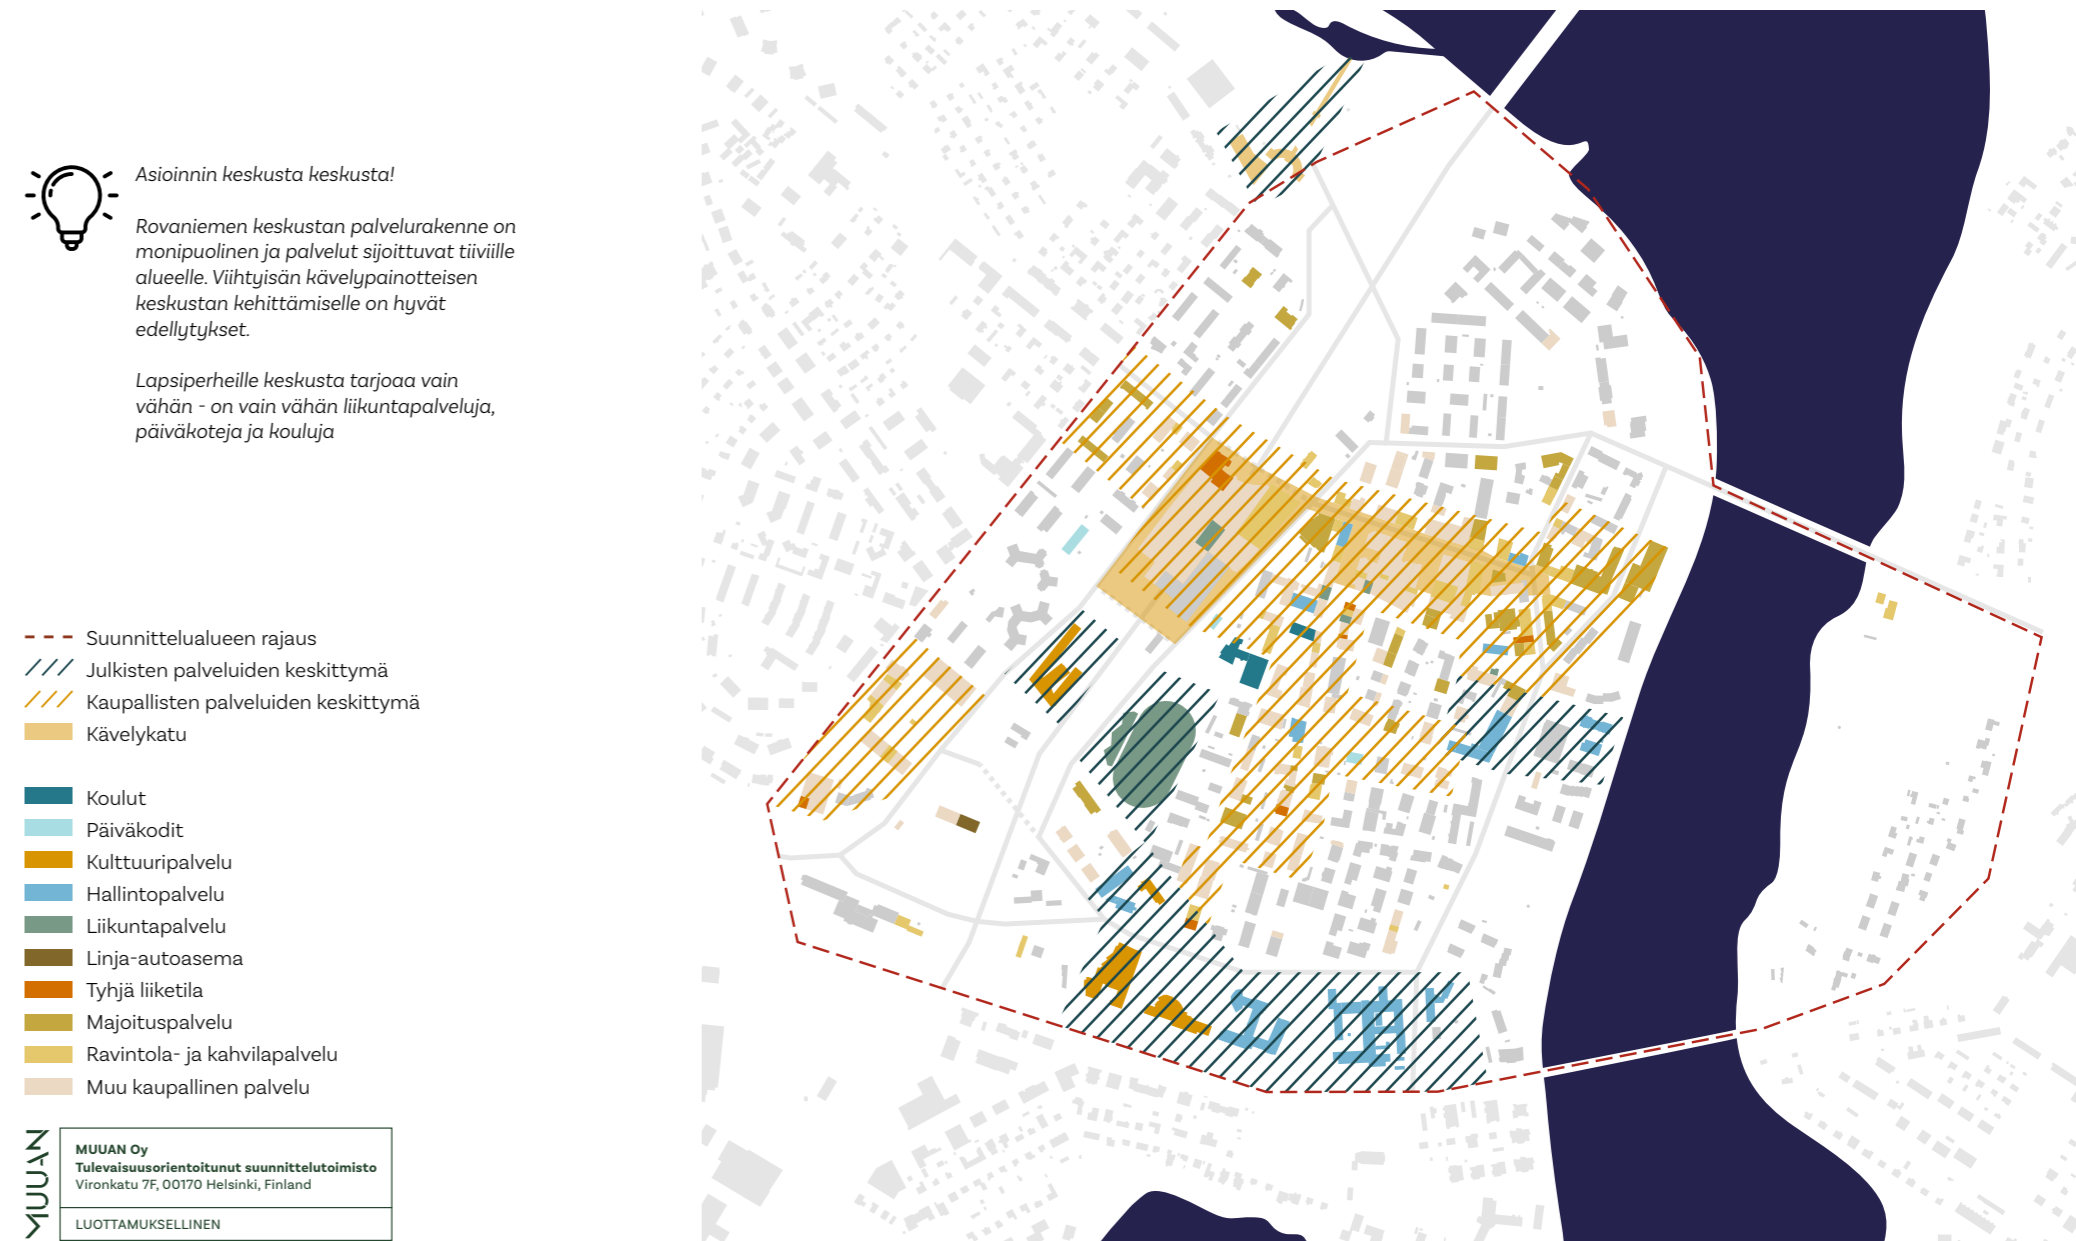 Asioinnin keskusta keskusta!
Rovaniemen keskustan palvelurakenne on
monipuolinen ja palvelut sijoittuvat tiiviille
alueelle. Viihtyisän kävelypainotteisen
keskustan kehittämiselle on hyvät
edellytykset.
Lapsiperheille keskusta tarjoaa vain
vähän - on vain vähän liikuntapalveluja,
päiväkoteja ja kouluja
Suunnittelualueen rajaus
Julkisten palveluiden keskittymä
Kaupallisten palveluiden keskittymä
Kävelykatu
Koulut
Päiväkodit
Kulttuuripalvelu
Hallintopalvelu
Liikuntapalvelu
Linja-autoasema
Tyhjä liiketila
Majoituspalvelu
Ravintola- ja kahvilapalvelu
Muu kaupallinen palvelu
MUUAN
MUUAN Oy
Tulevaisuusorientoitunut suunnittelutoimisto
Vironkatu 7F, 00170 Helsinki, Finland
LUOTTAMUKSELLINEN